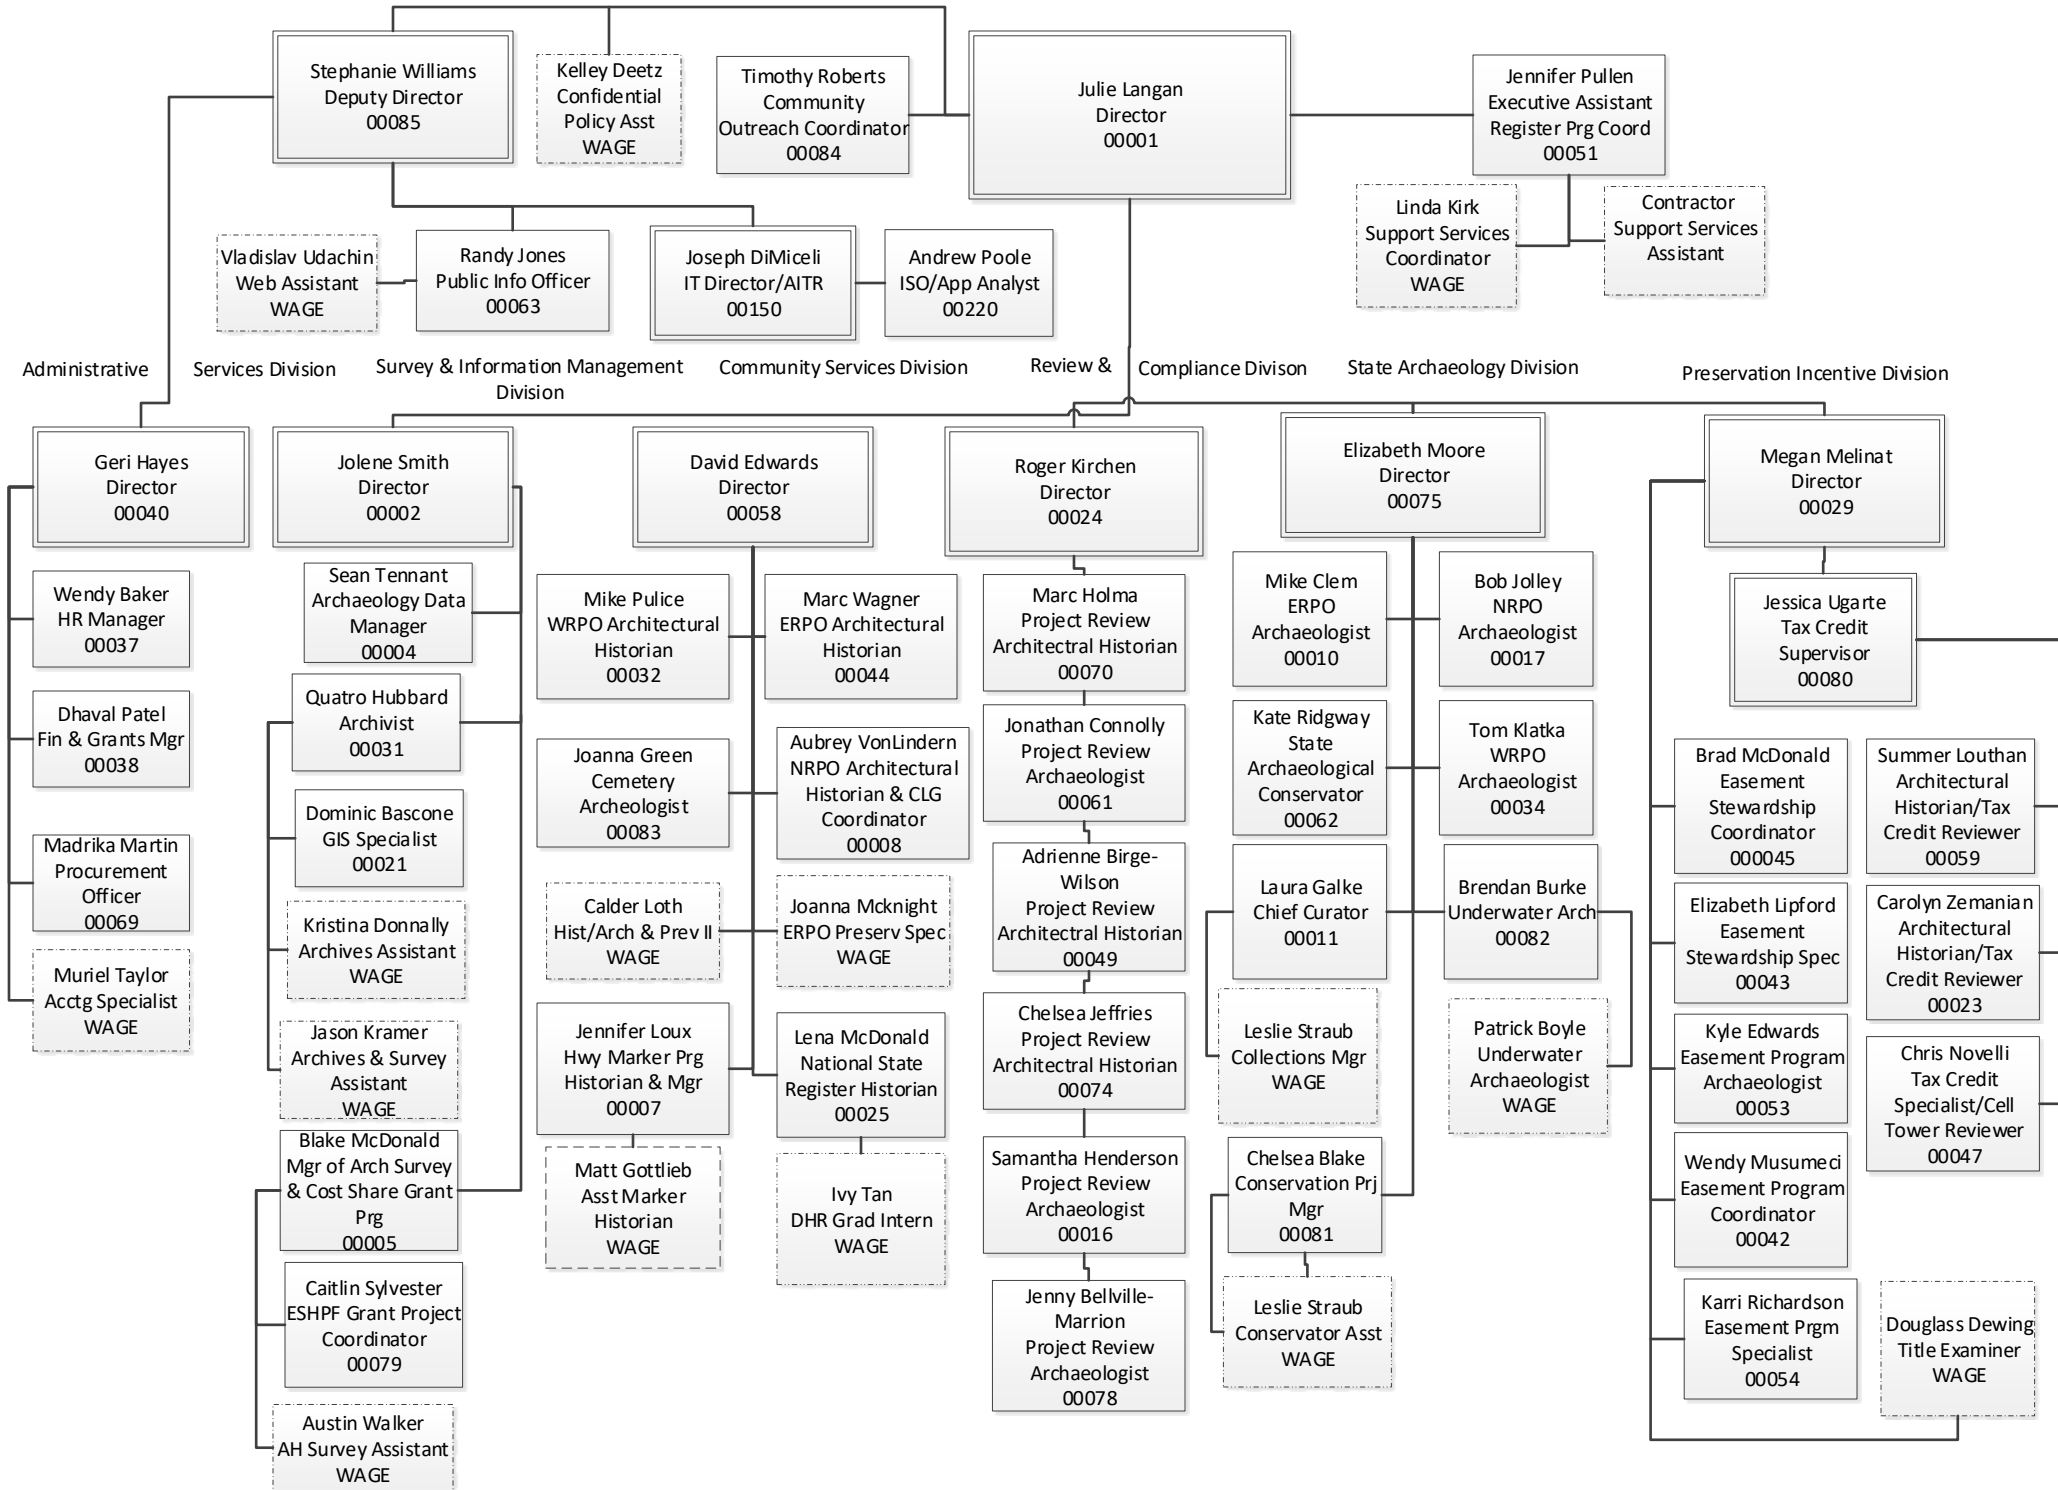 Stephanie Williams
Deputy Director
00085
Kelley Deetz
Confidential
Policy Asst
WAGE
Timothy Roberts
Community
Outreach Coordinator
00084
Julie Langan
Director
00001
Jennifer Pullen
Executive Assistant
Register Prg Coord
00051
Linda Kirk
Support Services
Coordinator
WAGE
Contractor
Support Services
Assistant
Vladislav Udachin
Web Assistant
WAGE
Randy Jones
Public Info Officer
00063
Joseph DiMiceli
IT Director/AITR
00150
Andrew Poole
ISO/App Analyst
00220
Administrative
Services Division
Survey & Information Management
Division
Community Services Division
Review &
Compliance Divison
State Archaeology Division
Preservation Incentive Division
Geri Hayes
Director
00040
Wendy Baker
HR Manager
00037
Dhaval Patel
Fin & Grants Mgr
00038
Madrika Martin
Procurement
Officer
00069
Muriel Taylor
Acctg Specialist
WAGE
Jolene Smith
Director
00002
Sean Tennant
Archaeology Data
Manager
00004
Quatro Hubbard
Archivist
00031
Dominic Bascone
GIS Specialist
00021
Kristina Donnally
Archives Assistant
WAGE
Jason Kramer
Archives & Survey
Assistant
WAGE
Blake McDonald
Mgr of Arch Survey
& Cost Share Grant
Prg
00005
Caitlin Sylvester
ESHPF Grant Project
Coordinator
00079
Austin Walker
AH Survey Assistant
WAGE
David Edwards
Director
00058
Mike Pulice
WRPO Architectural
Historian
00032
Marc Wagner
ERPO Architectural
Historian
00044
Joanna Green
Cemetery
Archeologist
00083
Aubrey VonLindern
NRPO Architectural
Historian & CLG
Coordinator
00008
Calder Loth
Hist/Arch & Prev II
WAGE
Joanna Mcknight
ERPO Preserv Spec
WAGE
Jennifer Loux
Hwy Marker Prg
Historian & Mgr
00007
Lena McDonald
National State
Register Historian
00025
Matt Gottlieb
Asst Marker
Historian
WAGE
Ivy Tan
DHR Grad Intern
WAGE
Roger Kirchen
Director
00024
Marc Holma
Project Review
Architectral Historian
00070
Jonathan Connolly
Project Review
Archaeologist
00061
Adrienne Birge-
Wilson
Project Review
Architectral Historian
00049
Chelsea Jeffries
Project Review
Architectral Historian
00074
Samantha Henderson
Project Review
Archaeologist
00016
Jenny Bellville-
Marrion
Project Review
Archaeologist
00078
Elizabeth Moore
Director
00075
Mike Clem
ERPO
Archaeologist
00010
Bob Jolley
NRPO
Archaeologist
00017
Kate Ridgway
State
Archaeological
Conservator
00062
Tom Klatka
WRPO
Archaeologist
00034
Laura Galke
Chief Curator
00011
Brendan Burke
Underwater Arch
00082
Leslie Straub
Collections Mgr
WAGE
Patrick Boyle
Underwater
Archaeologist
WAGE
Chelsea Blake
Conservation Prj
Mgr
00081
Leslie Straub
Conservator Asst
WAGE
Megan Melinat
Director
00029
Jessica Ugarte
Tax Credit
Supervisor
00080
Brad McDonald
Easement
Stewardship
Coordinator
000045
Summer Louthan
Architectural
Historian/Tax
Credit Reviewer
00059
Elizabeth Lipford
Easement
Stewardship Spec
00043
Carolyn Zemanian
Architectural
Historian/Tax
Credit Reviewer
00023
Kyle Edwards
Easement Program
Archaeologist
00053
Chris Novelli
Tax Credit
Specialist/Cell
Tower Reviewer
00047
Wendy Musumeci
Easement Program
Coordinator
00042
Karri Richardson
Easement Prgm
Specialist
00054
Douglass Dewing
Title Examiner
WAGE